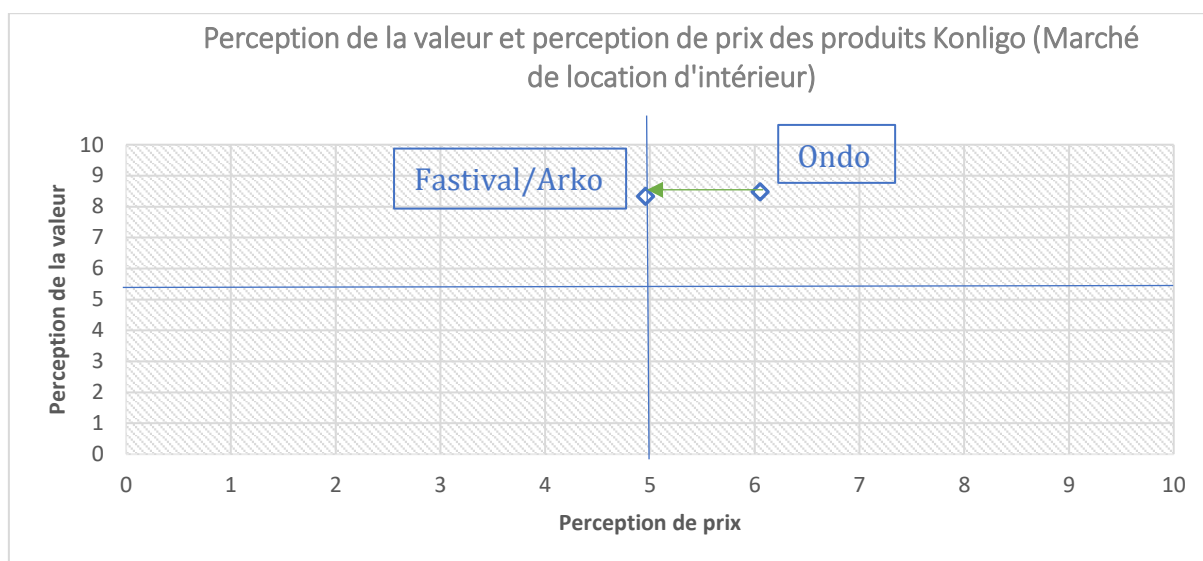 Perception de la valeur et perception de prix des produits Konligo (Marché
de location d'intérieur)
Perception de la valeur
10
9
8
7
6
5
4
3
2
1
0
Fastival/Arko
Ondo
0 1 2 3 4 5 6 7 8 9 10
Perception de prix